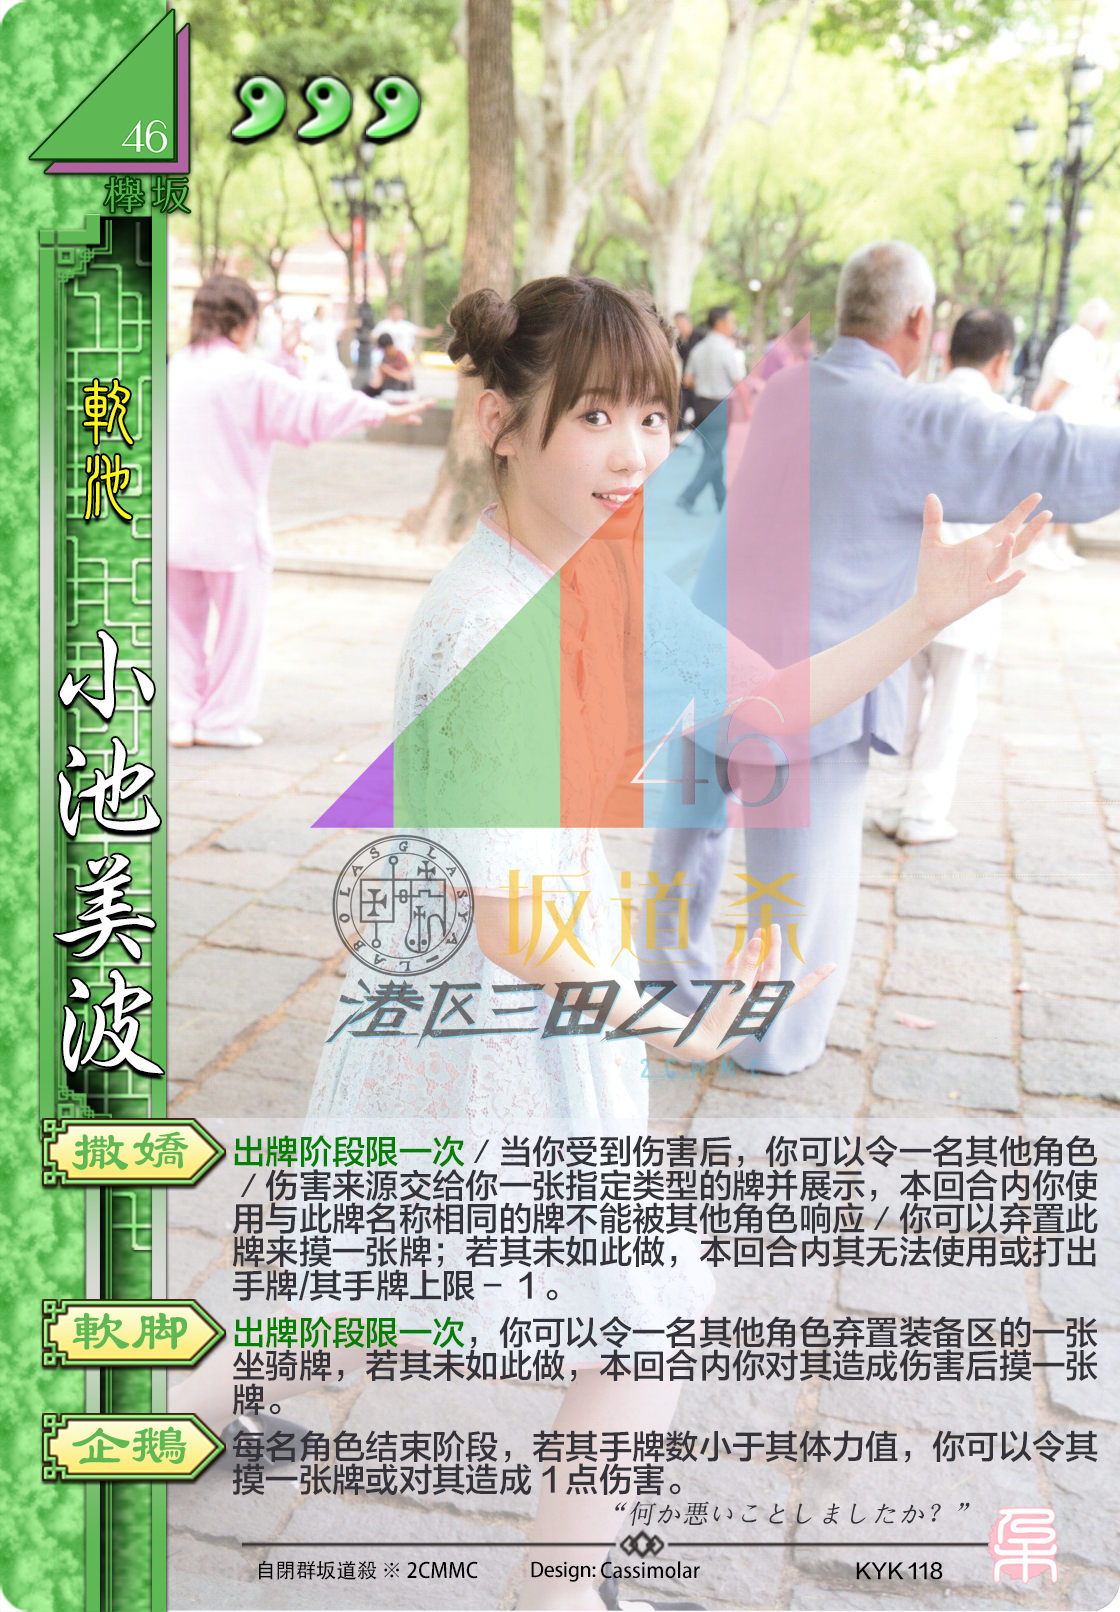 46
欅坂
軟池
小池美波
46
GLASYA-LABOLAS
坂道杀
港区三田2丁目
2CMMC
撒嬌
出牌阶段限一次/当你受到伤害后，你可以令一名其他角色
/伤害来源交给你一张指定类型的牌并展示，本回合内你使
用与此牌名称相同的牌不能被其他角色响应/你可以弃置此
牌来摸一张牌；若其未如此做，本回合内其无法使用或打出
手牌/其手牌上限－1。
軟脚
出牌阶段限一次，你可以令一名其他角色弃置装备区的一张
坐骑牌，若其未如此做，本回合内你对其造成伤害后摸一张
牌。
企鵝
每名角色结束阶段，若其手牌数小于其体力值，你可以令其
摸一张牌或对其造成1点伤害。
“何か悪いことしましたか？”
自閉群坂道殺 ※ 2CMMC
Design: Cassimolar
KYK 118